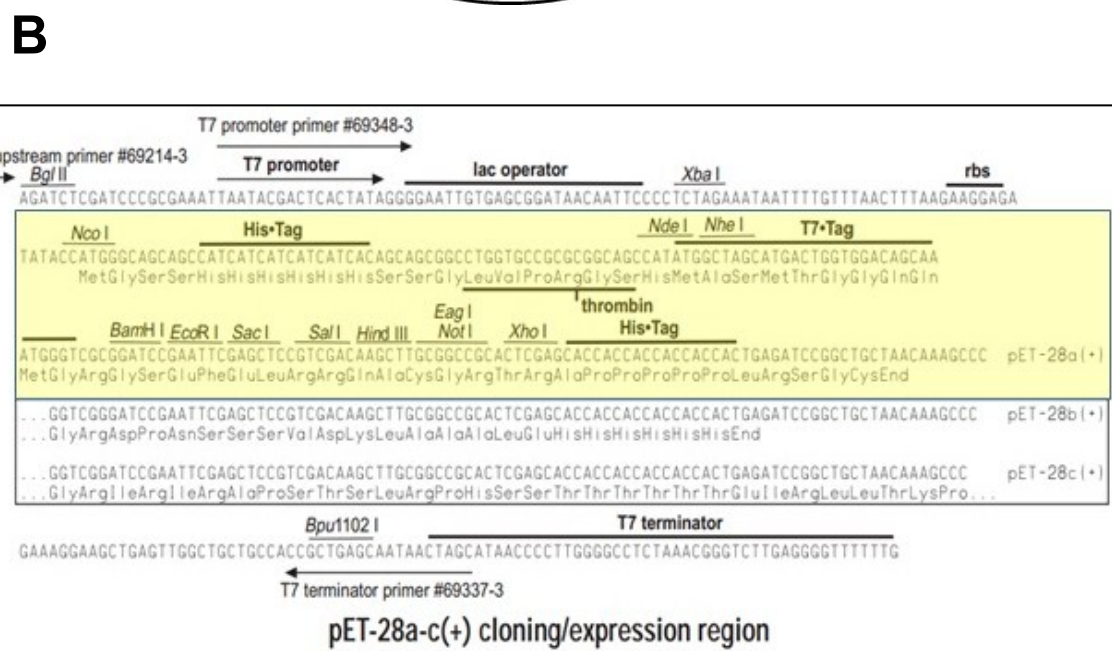 B
T7 promoter primer #69348-3
upstream primer #69214-3
Bgl II T7 promoter lac operator Xba I rbs
AGATCTCGATCCCGCGAAATTAATACGACTCACTATAGGGGAATTGTGAGCGGATAACAATTCCCCTCTAGAAATAATTTTGTTTAACTTTAAGAAGGAGA
Nco I His•Tag Nde I Nhe I T7•Tag
TATACCATGGGCAGCAGCCATCATCATCATCATCACAGCAGCGGCCTGGTGCCGCGCGGCAGCCATATGGCTAGCATGACTGGTGGACAGCAA
MetGlySerSerHisHisHisHisHisHisSerSerGlyLeuValProArgGlySerHisMetAlaSerMetThrGlyGlyGlnGln
thrombin
Eag I
BamH I EcoR I Sac I Sal I Hind III Not I Xho I His•Tag
ATGGGTCGCGGATCCGAATTCGAGCTCCGTCGACAAGCTTGCGGCCGCACTCGAGCACCACCACCACCACCACTGAGATCCGGCTGCTAACAAAGCCC pET-28a(+)
MetGlyArgGlySerGluPheGluLeuArgArgGlnAlaCysGlyArgThrArgAlaProProProProProLeuArgSerGlyCysEnd
...GGTCGGGATCCGAATTCGAGCTCCGTCGACAAGCTTGCGGCCGCACTCGAGCACCACCACCACCACCACTGAGATCCGGCTGCTAACAAAGCCC pET-28b(+)
...GlyArgAspProAsnSerSerSerValAspLysLeuAlaAlaAlaLeuGluHisHisHisHisHisHisEnd
...GGTCGGATCCGAATTCGAGCTCCGTCGACAAGCTTGCGGCCGCACTCGAGCACCACCACCACCACCACTGAGATCCGGCTGCTAACAAAGCCC pET-28c(+)
...GlyArgIleArgIleArgAlaProSerThrSerLeuArgProHisSerSerThrThrThrThrThrThrGluIleArgLeuLeuThrLysPro...
Bpu1102 I T7 terminator
GAAAGGAAGCTGAGTTGGCTGCTGCCACCGCTGAGCAATAACTAGCATAACCCCTTGGGGCCTCTAAACGGGTCTTGAGGGGTTTTTTG
T7 terminator primer #69337-3
pET-28a-c(+) cloning/expression region